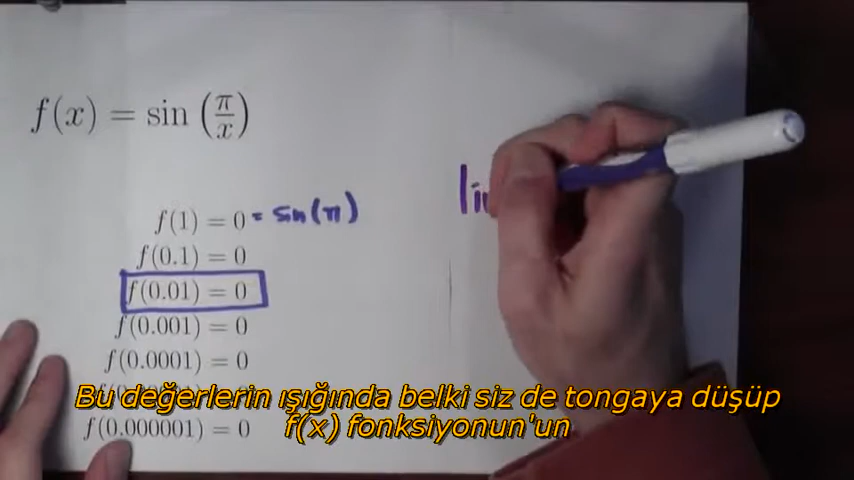 f(x) = sin (π/x)
f(1) = 0 = sin(π)
li
f(0.1) = 0
f(0.01) = 0
f(0.001) = 0
f(0.0001) = 0
Bu değerlerin ışığında belki siz de tongaya düşüp
f(x) fonksiyonun'un
f(0.000001) = 0